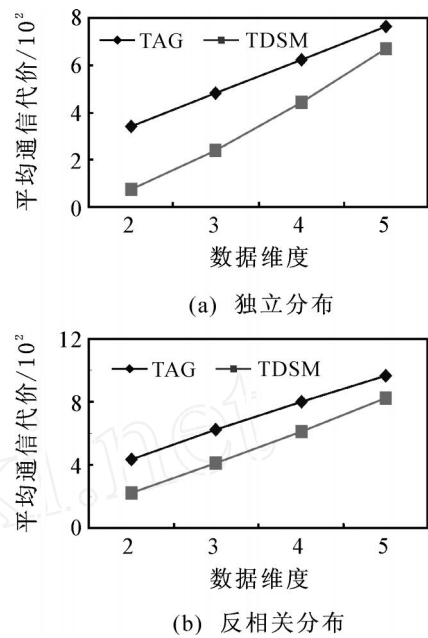 平均通信代价/10²
8
6
4
2
0
TAG TDSM
2 3 4 5
数据维度
(a) 独立分布
平均通信代价/10²
12
8
4
0
TAG TDSM
2 3 4 5
数据维度
(b) 反相关分布